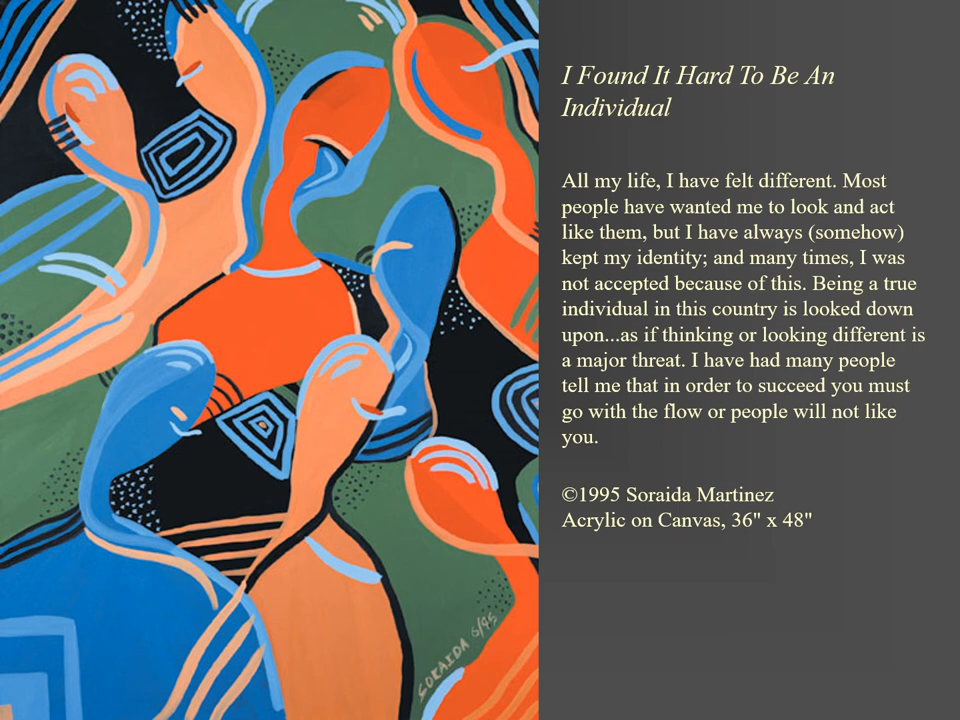 I Found It Hard To Be An
Individual
All my life, I have felt different. Most
people have wanted me to look and act
like them, but I have always (somehow)
kept my identity; and many times, I was
not accepted because of this. Being a true
individual in this country is looked down
upon...as if thinking or looking different is
a major threat. I have had many people
tell me that in order to succeed you must
go with the flow or people will not like
you.
©1995 Soraida Martinez
Acrylic on Canvas, 36" x 48"
SORAIDA 6/95